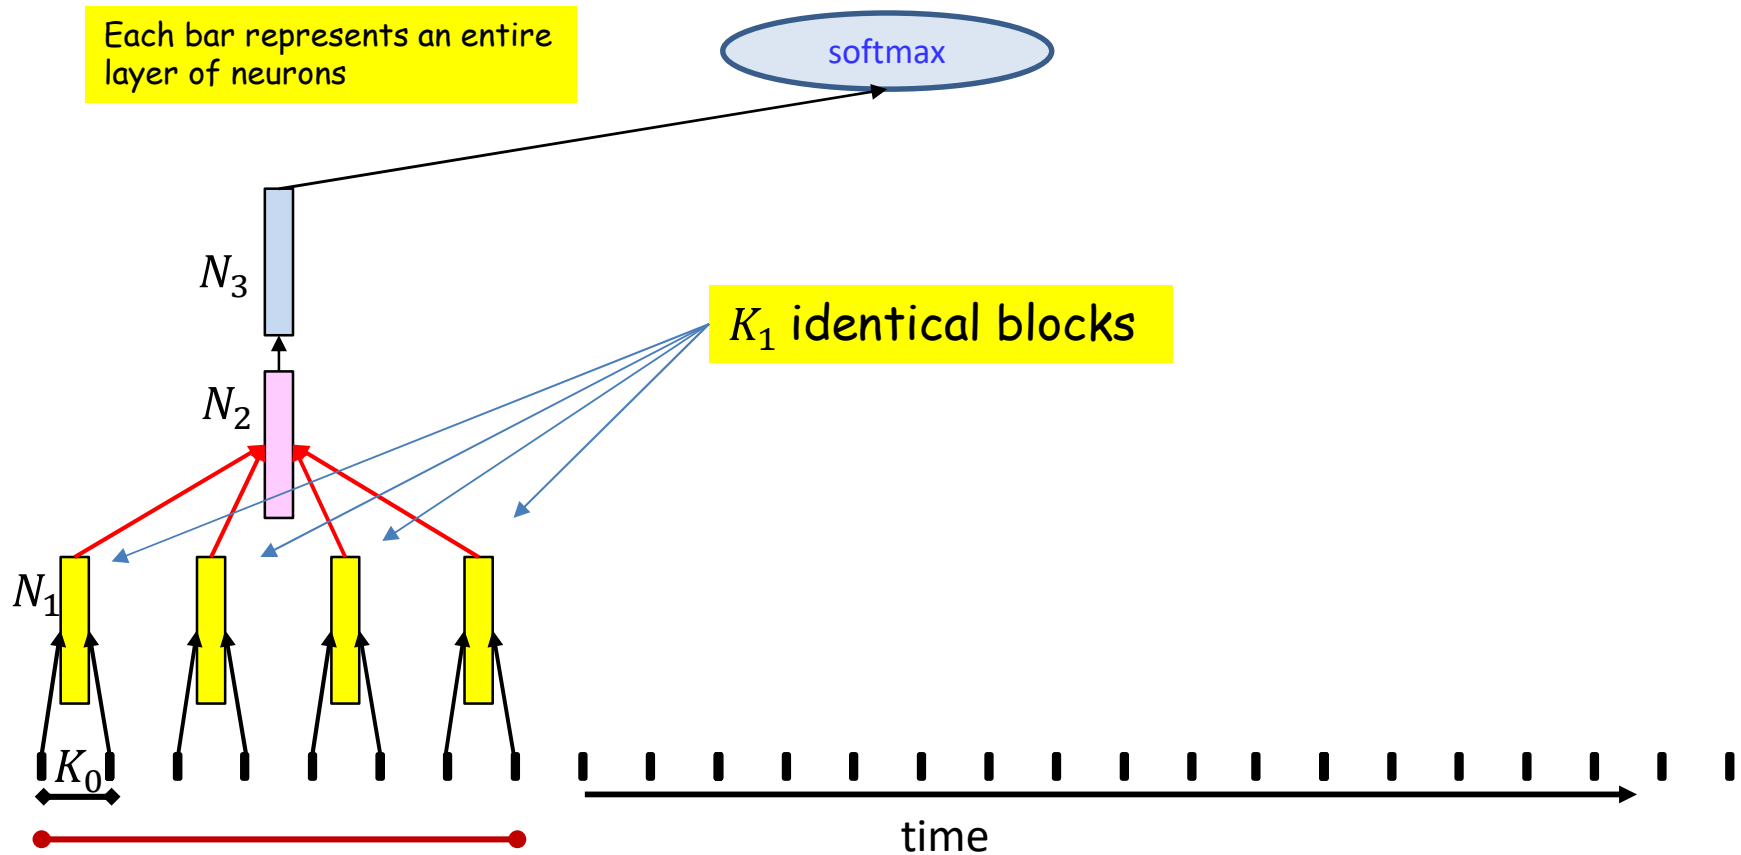 Each bar represents an entire
layer of neurons
softmax
N₃
K₁ identical blocks
N₂
N₁
K₀
time